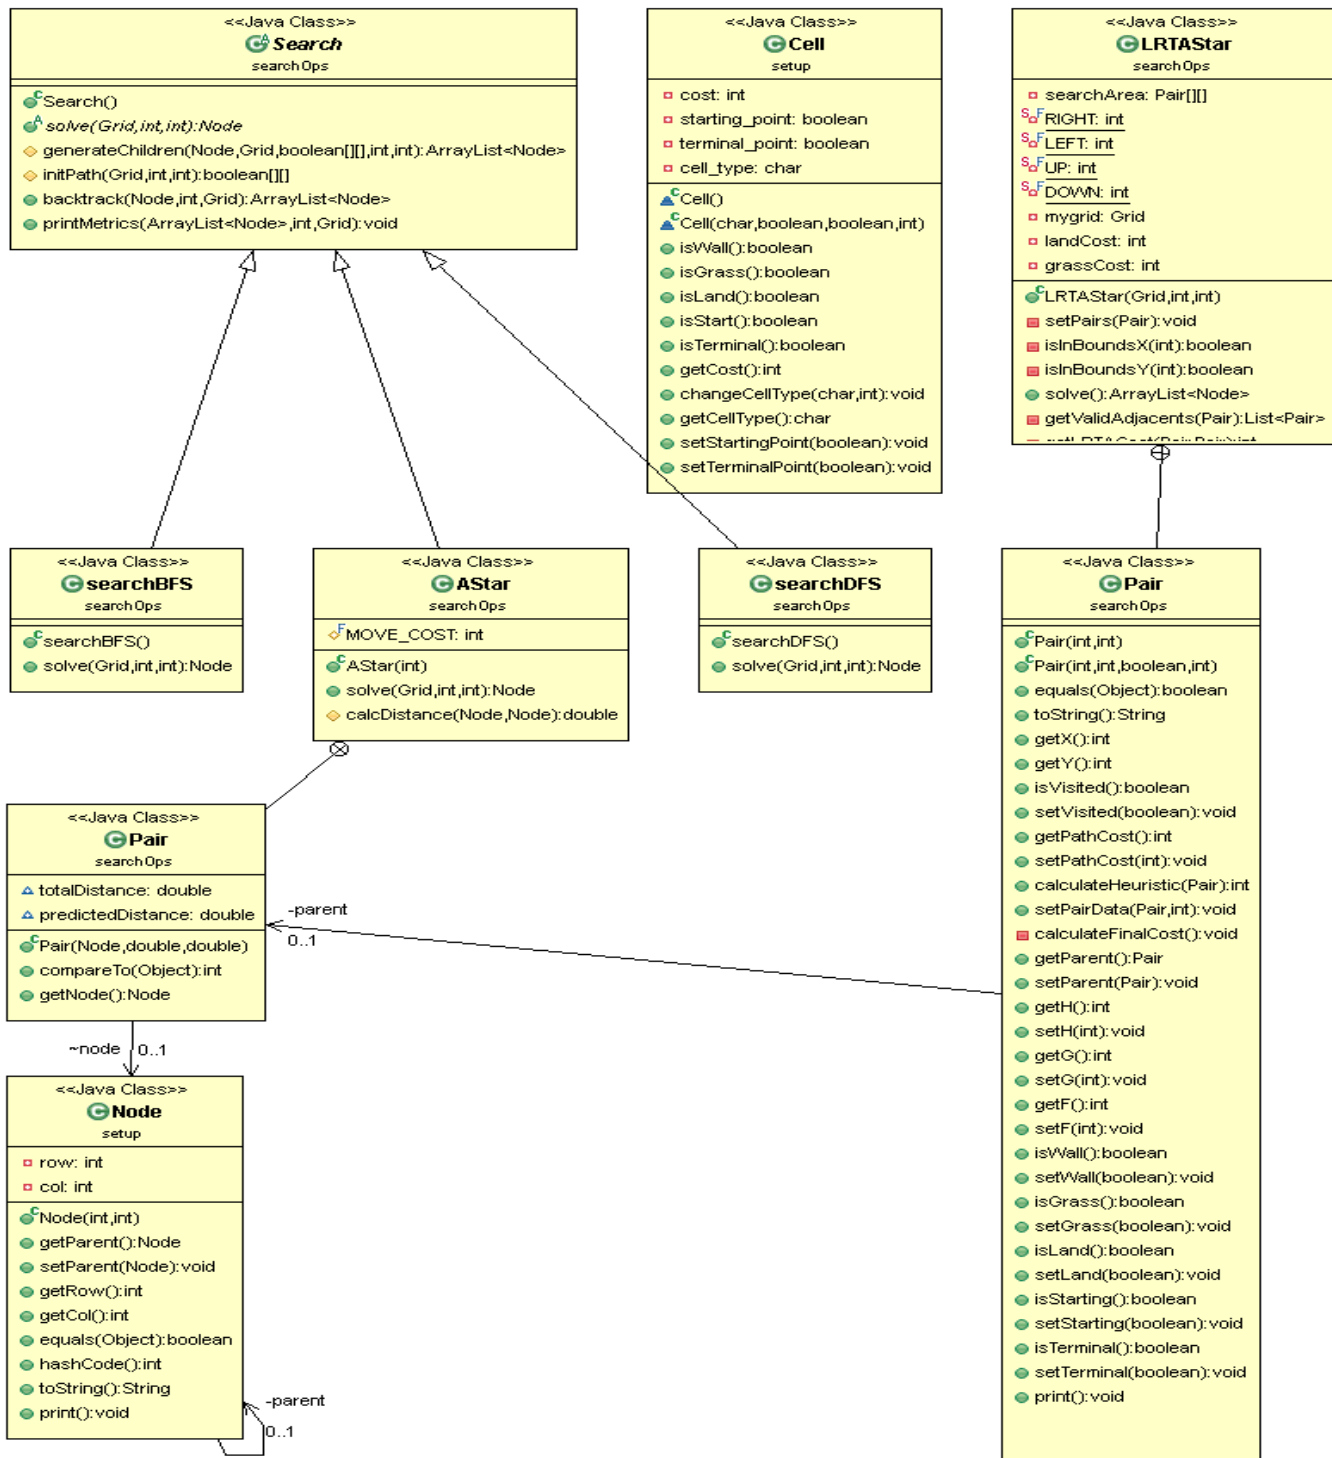 <<Java Class>>
Search
searchOps
Search()
solve(Grid,int,int):Node
generateChildren(Node,Grid,boolean[][],int,int):ArrayList<Node>
initPath(Grid,int,int):boolean[][]
backtrack(Node,int,Grid):ArrayList<Node>
printMetrics(ArrayList<Node>,int,Grid):void
<<Java Class>>
Cell
setup
cost: int
starting_point: boolean
terminal_point: boolean
cell_type: char
Cell()
Cell(char,boolean,boolean,int)
isWall():boolean
isGrass():boolean
isLand():boolean
isStart():boolean
isTerminal():boolean
getCost():int
changeCellType(char,int):void
getCellType():char
setStartingPoint(boolean):void
setTerminalPoint(boolean):void
<<Java Class>>
LRTAStar
searchOps
searchArea: Pair[][]
RIGHT: int
LEFT: int
UP: int
DOWN: int
mygrid: Grid
landCost: int
grassCost: int
LRTAStar(Grid,int,int)
setPairs(Pair):void
isInBoundsX(int):boolean
isInBoundsY(int):boolean
solve():ArrayList<Node>
getValidAdjacents(Pair):List<Pair>
getLRTACost(Pair,Pair):int
<<Java Class>>
searchBFS
searchOps
searchBFS()
solve(Grid,int,int):Node
<<Java Class>>
AStar
searchOps
MOVE_COST: int
AStar(int)
solve(Grid,int,int):Node
calcDistance(Node,Node):double
<<Java Class>>
searchDFS
searchOps
searchDFS()
solve(Grid,int,int):Node
<<Java Class>>
Pair
searchOps
Pair(int,int)
Pair(int,int,boolean,int)
equals(Object):boolean
toString():String
getX():int
getY():int
isVisited():boolean
setVisited(boolean):void
getPathCost():int
setPathCost(int):void
calculateHeuristic(Pair):int
setPairData(Pair,int):void
calculateFinalCost():void
getParent():Pair
setParent(Pair):void
getH():int
setH(int):void
getG():int
setG(int):void
getF():int
setF(int):void
isWall():boolean
setWall(boolean):void
isGrass():boolean
setGrass(boolean):void
isLand():boolean
setLand(boolean):void
isStarting():boolean
setStarting(boolean):void
isTerminal():boolean
setTerminal(boolean):void
print():void
<<Java Class>>
Pair
searchOps
totalDistance: double
predictedDistance: double
Pair(Node,double,double)
compareTo(Object):int
getNode():Node
-parent
0..1
~node 0..1
<<Java Class>>
Node
setup
row: int
col: int
Node(int,int)
getParent():Node
setParent(Node):void
getRow():int
getCol():int
equals(Object):boolean
hashCode():int
toString():String
print():void
-parent
0..1